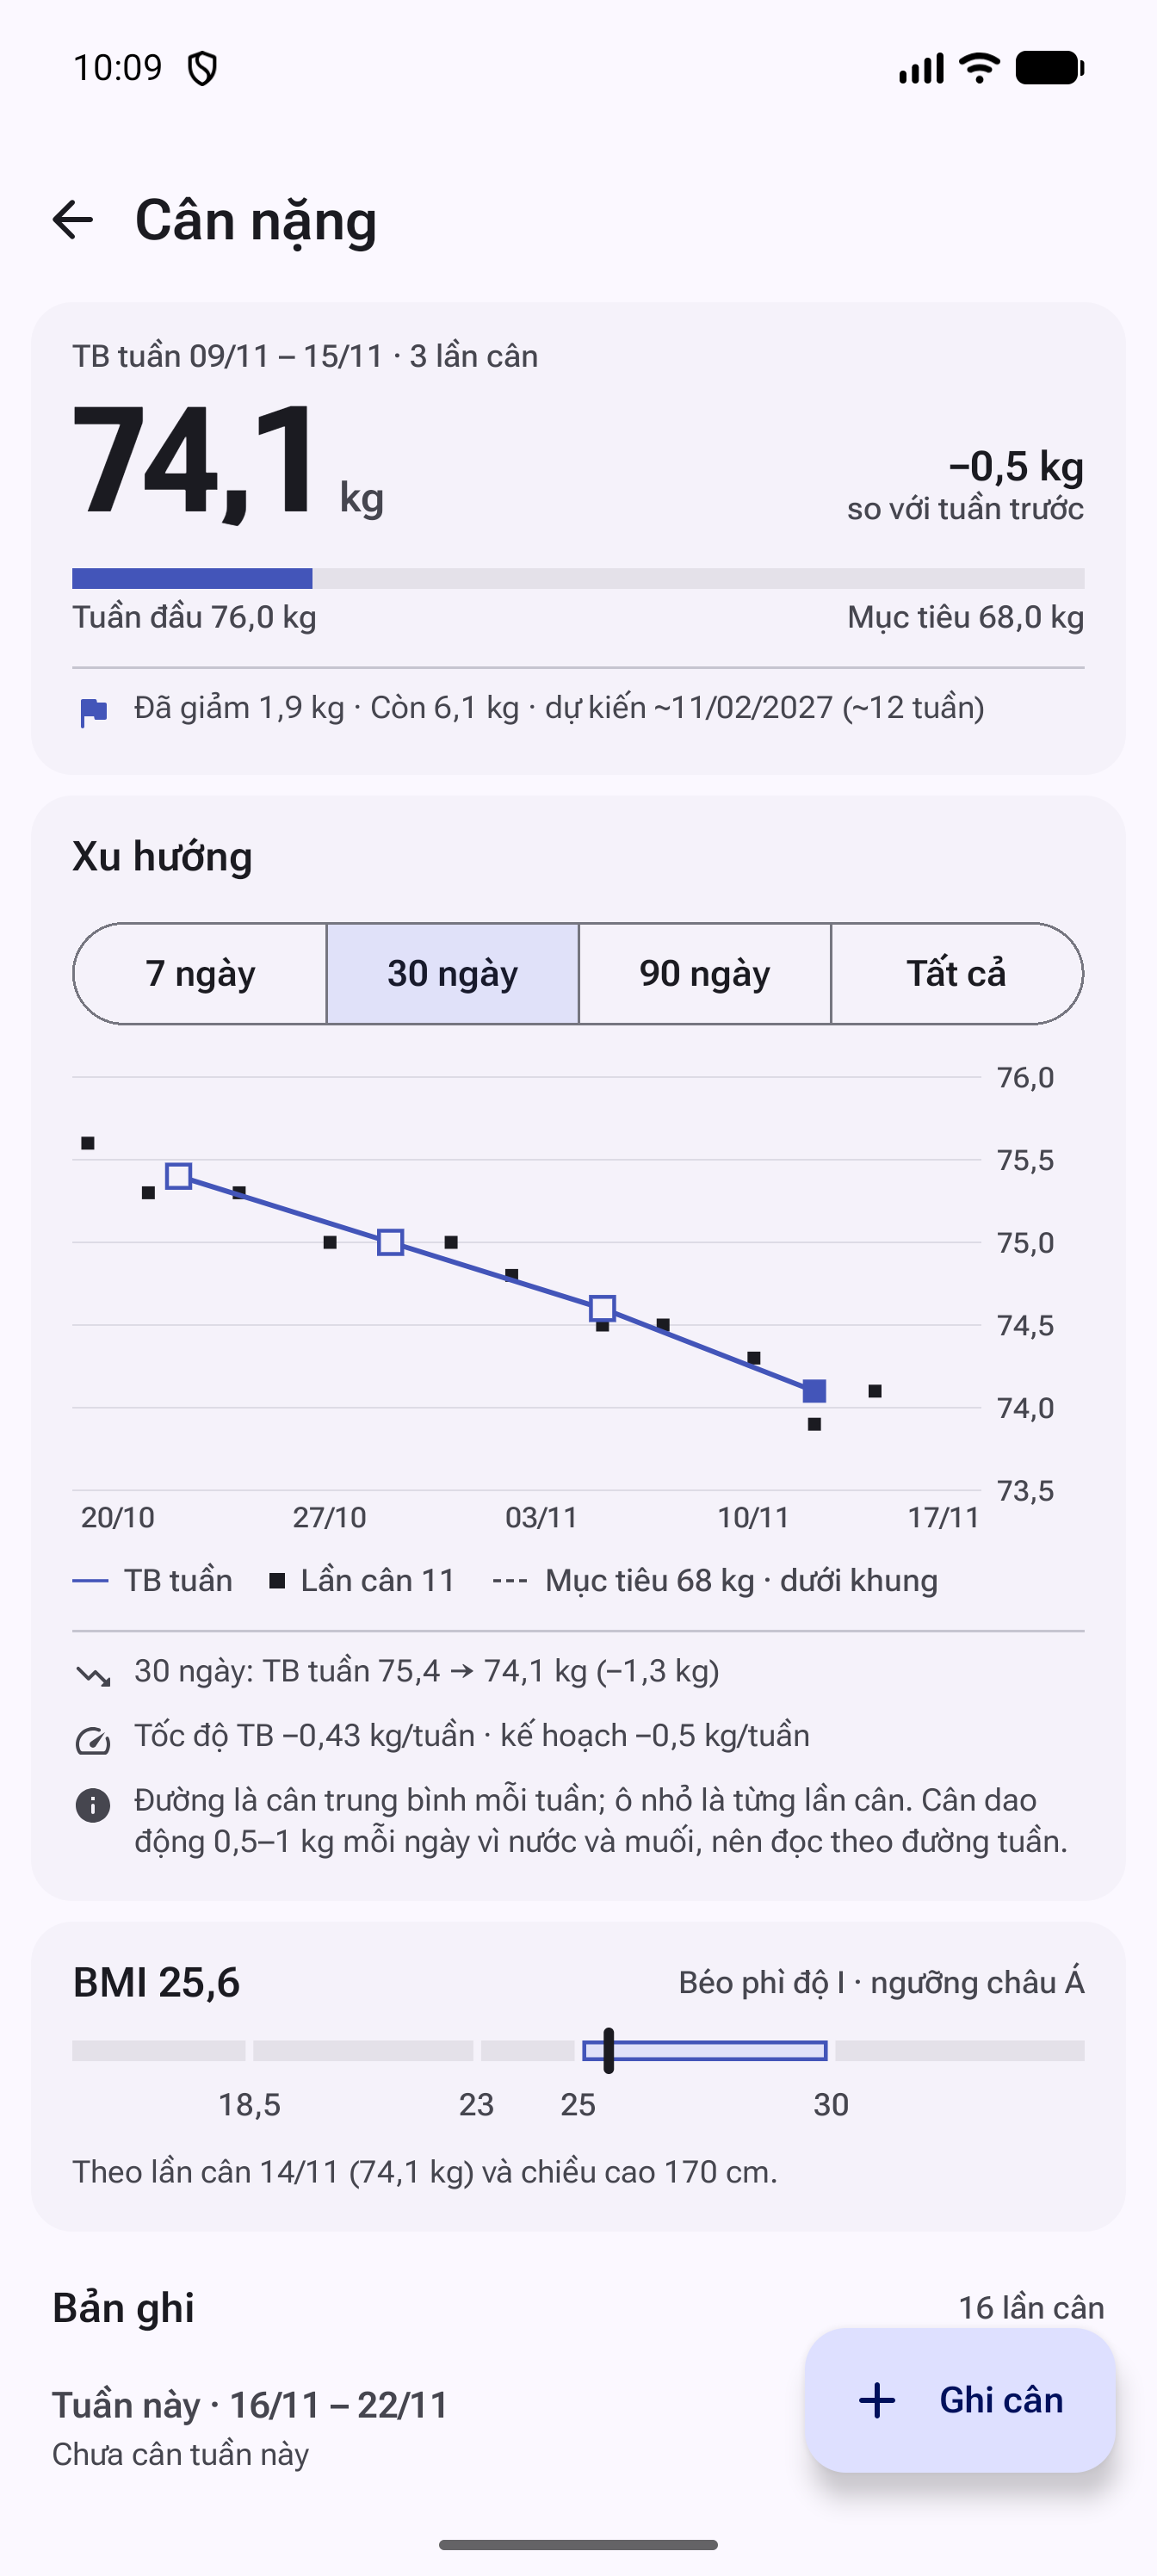 10:09
Cân nặng
TB tuần 09/11 – 15/11 · 3 lần cân
74,1 kg
−0,5 kg
so với tuần trước
Tuần đầu 76,0 kg
Mục tiêu 68,0 kg
Đã giảm 1,9 kg · Còn 6,1 kg · dự kiến ~11/02/2027 (~12 tuần)
Xu hướng
7 ngày
30 ngày
90 ngày
Tất cả
76,0
75,5
75,0
74,5
74,0
73,5
20/10
27/10
03/11
10/11
17/11
TB tuần
Lần cân 11
Mục tiêu 68 kg · dưới khung
30 ngày: TB tuần 75,4 → 74,1 kg (−1,3 kg)
Tốc độ TB −0,43 kg/tuần · kế hoạch −0,5 kg/tuần
Đường là cân trung bình mỗi tuần; ô nhỏ là từng lần cân. Cân dao
động 0,5–1 kg mỗi ngày vì nước và muối, nên đọc theo đường tuần.
BMI 25,6
Béo phì độ I · ngưỡng châu Á
18,5
23
25
30
Theo lần cân 14/11 (74,1 kg) và chiều cao 170 cm.
Bản ghi
16 lần cân
Tuần này · 16/11 – 22/11
Chưa cân tuần này
Ghi cân